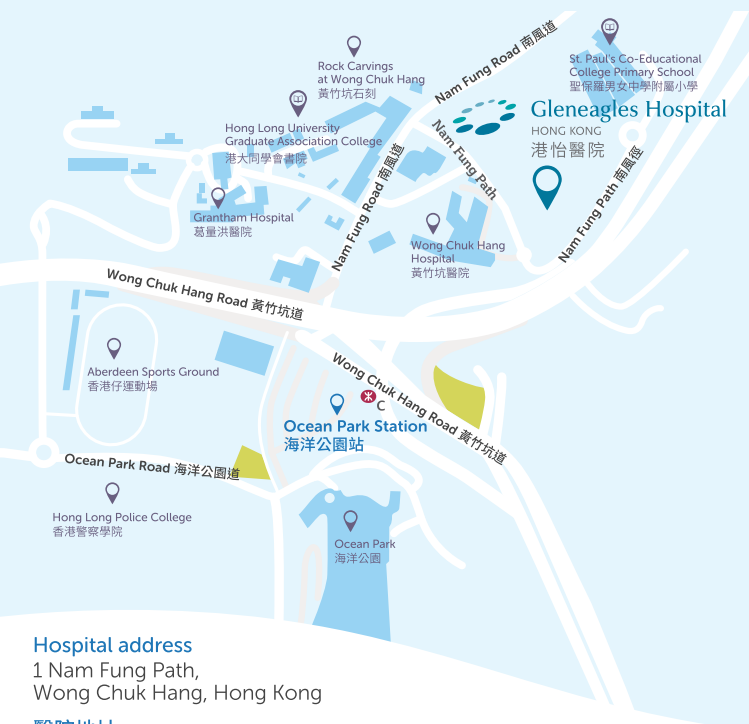 Nam Fung Road 南風道
Rock Carvings
at Wong Chuk Hang
黃竹坑石刻
St. Paul's Co-Educational
College Primary School
聖保羅男女中學附屬小學
Gleneagles Hospital
HONG KONG
港怡醫院
Hong Long University
Graduate Association College
港大同學會書院
Nam Fung Path
Nam Fung Road 南風道
Nam Fung Path 南風徑
Grantham Hospital
葛量洪醫院
Wong Chuk Hang
Hospital
黃竹坑醫院
Wong Chuk Hang Road 黃竹坑道
Aberdeen Sports Ground
香港仔運動場
Wong Chuk Hang Road 黃竹坑道
C
Ocean Park Station
海洋公園站
Ocean Park Road 海洋公園道
Hong Long Police College
香港警察學院
Ocean Park
海洋公園
Hospital address
1 Nam Fung Path,
Wong Chuk Hang, Hong Kong